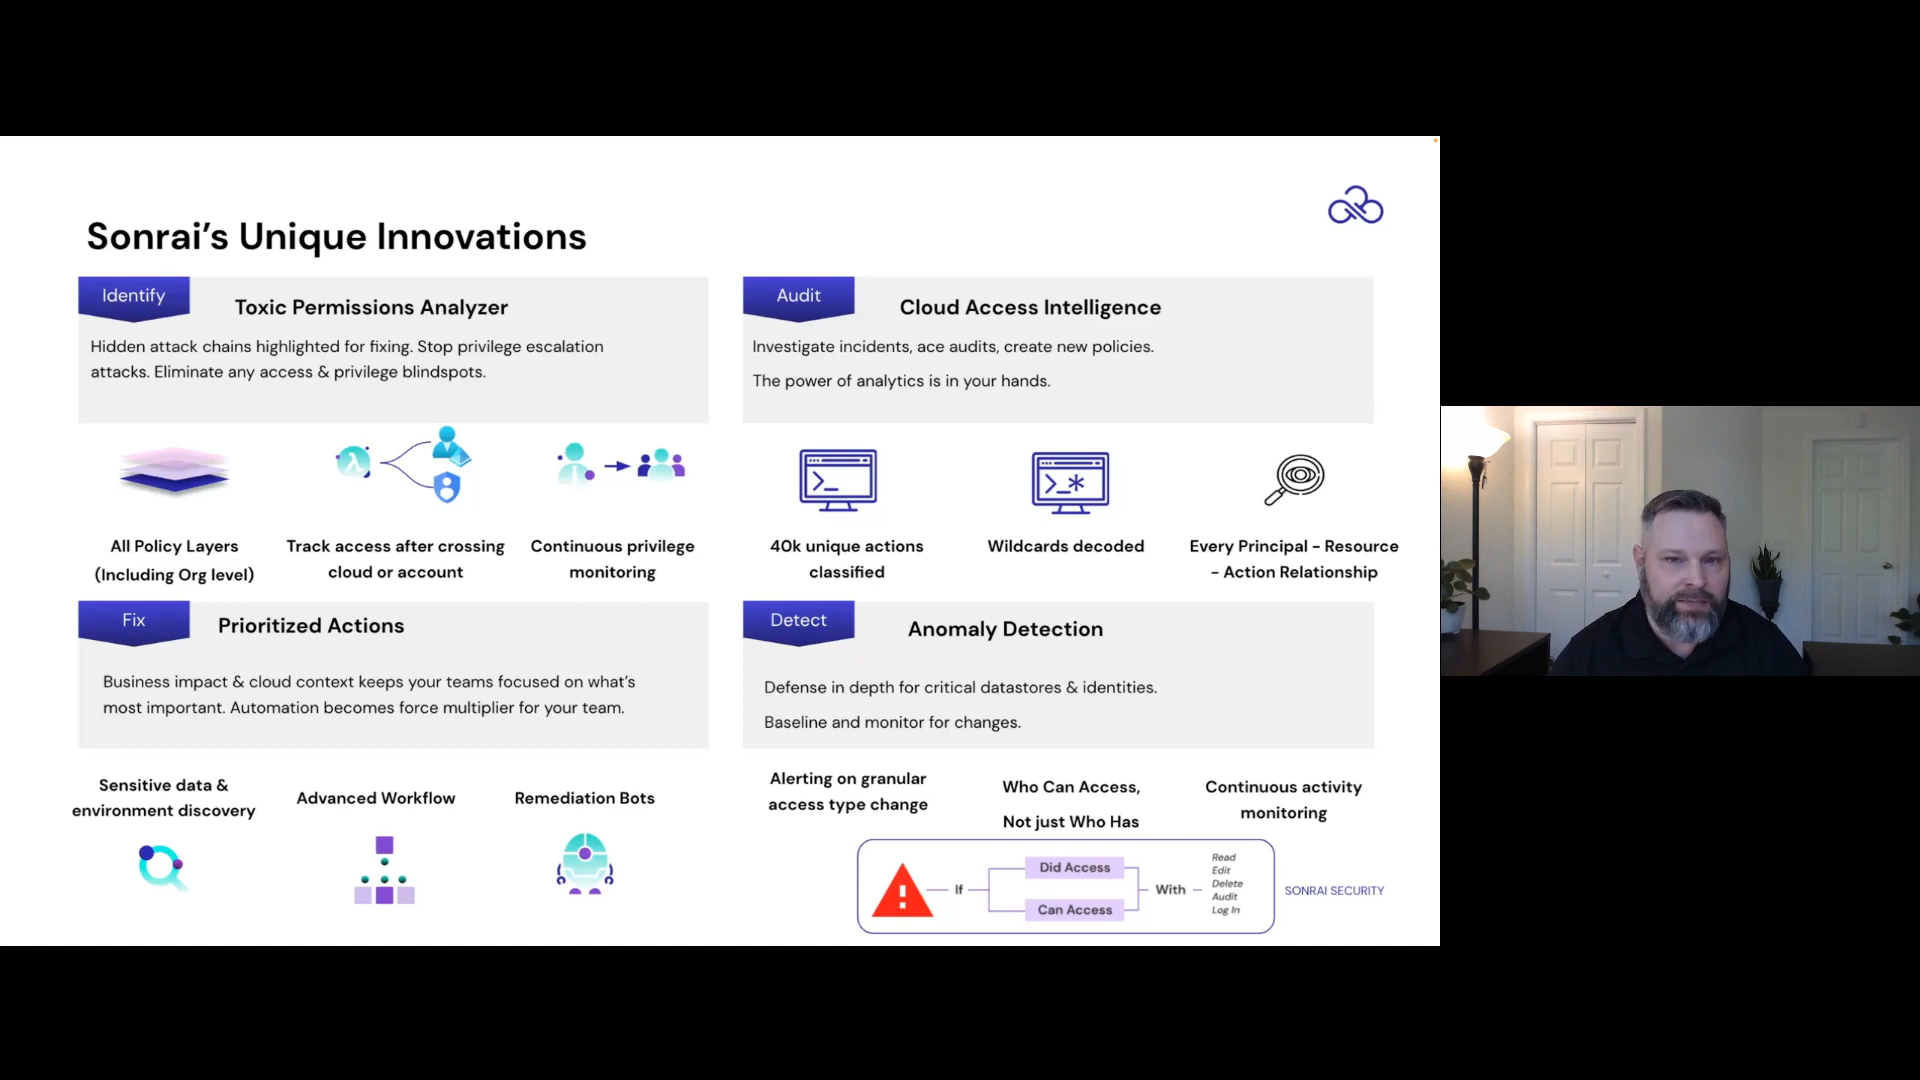 Sonrai's Unique Innovations
Identify
Toxic Permissions Analyzer
Hidden attack chains highlighted for fixing. Stop privilege escalation
attacks. Eliminate any access & privilege blindspots.
All Policy Layers
(Including Org level)
Track access after crossing
cloud or account
Continuous privilege
monitoring
Audit
Cloud Access Intelligence
Investigate incidents, ace audits, create new policies.
The power of analytics is in your hands.
40k unique actions
classified
Wildcards decoded
Every Principal - Resource
- Action Relationship
Fix
Prioritized Actions
Business impact & cloud context keeps your teams focused on what's
most important. Automation becomes force multiplier for your team.
Sensitive data &
environment discovery
Advanced Workflow
Remediation Bots
Detect
Anomaly Detection
Defense in depth for critical datastores & identities.
Baseline and monitor for changes.
Alerting on granular
access type change
Who Can Access,
Not just Who Has
Continuous activity
monitoring
If
Did Access
Can Access
With
Read
Edit
Delete
Audit
Log In
SONRAI SECURITY